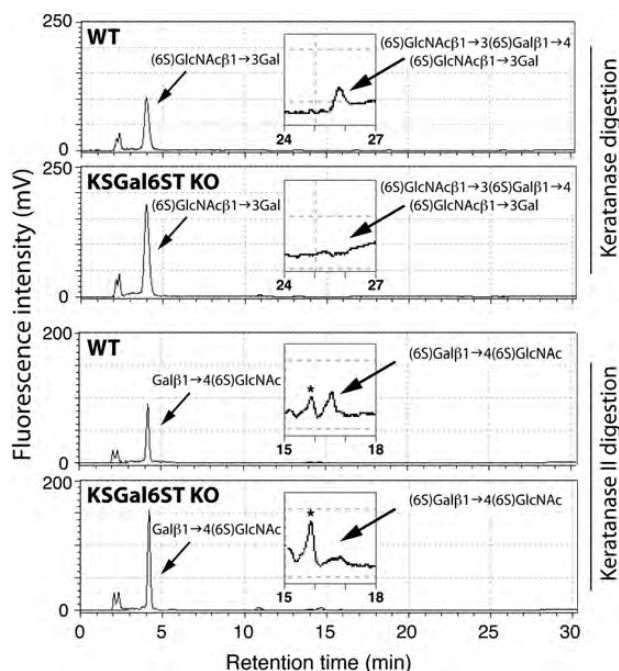 Fluorescence intensity (mV)
250
WT
(6S)GlcNAcβ1→3Gal
(6S)GlcNAcβ1→3(6S)Galβ1→4
(6S)GlcNAcβ1→3Gal
24
27
0
250
KSGal6ST KO
(6S)GlcNAcβ1→3Gal
(6S)GlcNAcβ1→3(6S)Galβ1→4
(6S)GlcNAcβ1→3Gal
24
27
0
Keratanase digestion
200
WT
Galβ1→4(6S)GlcNAc
*
(6S)Galβ1→4(6S)GlcNAc
15
18
0
200
KSGal6ST KO
Galβ1→4(6S)GlcNAc
*
(6S)Galβ1→4(6S)GlcNAc
15
18
0
Keratanase II digestion
0 5 10 15 20 25 30
Retention time (min)